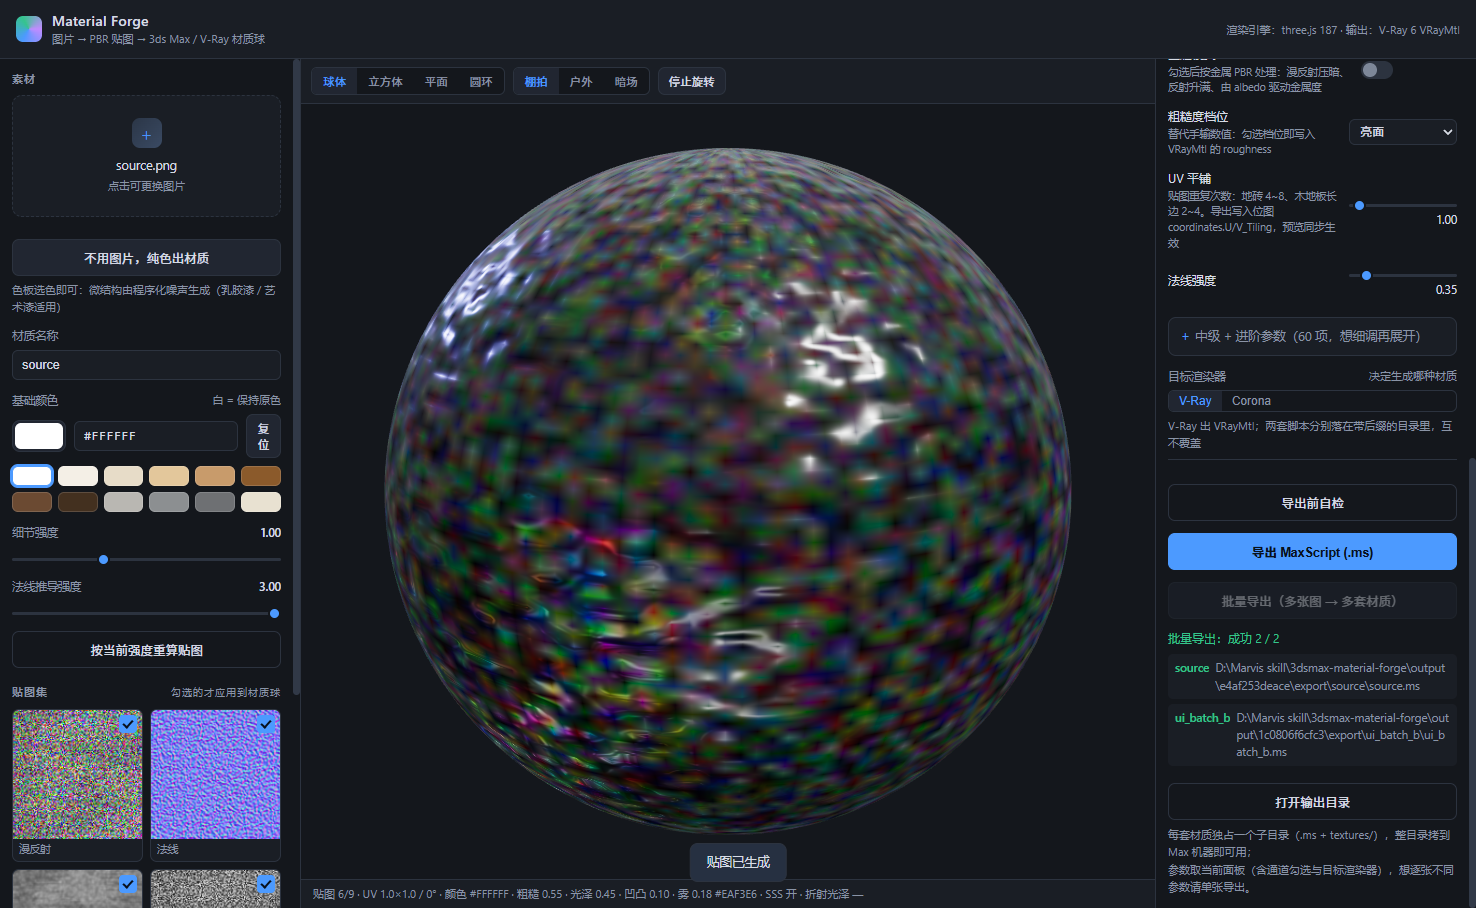 Material Forge
图片 → PBR 贴图 → 3ds Max / V-Ray 材质球
渲染引擎：three.js 187 · 输出：V-Ray 6 VRayMtl
素材
+
source.png
点击可更换图片
不用图片，纯色出材质
色板选色即可：微结构由程序化噪声生成（乳胶漆 / 艺
术漆适用）
材质名称
source
基础颜色
白 = 保持原色
#FFFFFF
复
位
细节强度
1.00
法线推导强度
3.00
按当前强度重算贴图
贴图集
勾选的才应用到材质球
漫反射
法线
球体
立方体
平面
圆环
棚拍
户外
暗场
停止旋转
贴图已生成
贴图 6/9 · UV 1.0×1.0 / 0° · 颜色 #FFFFFF · 粗糙 0.55 · 光泽 0.45 · 凹凸 0.10 · 雾 0.18 #EAF3E6 · SSS 开 · 折射光泽 —
勾选后按金属 PBR 处理：漫反射压暗、
反射升满、由 albedo 驱动金属度
粗糙度档位
替代手输数值：勾选档位即写入
VRayMtl 的 roughness
亮面
UV 平铺
贴图重复次数：地砖 4~8、木地板长
边 2~4。导出写入位图
coordinates.U/V_Tiling，预览同步生
效
1.00
法线强度
0.35
+ 中级 + 进阶参数（60 项，想细调再展开）
目标渲染器
决定生成哪种材质
V-Ray
Corona
V-Ray 出 VRayMtl；两套脚本分别落在带后缀的目录里，互
不覆盖
导出前自检
导出 MaxScript (.ms)
批量导出（多张图 → 多套材质）
批量导出：成功 2 / 2
source D:\Marvis skill\3dsmax-material-forge\output
\e4af253deace\export\source\source.ms
ui_batch_b D:\Marvis skill\3dsmax-material-forge\out
put\1c0806f6cfc3\export\ui_batch_b\ui_b
atch_b.ms
打开输出目录
每套材质独占一个子目录（.ms + textures/），整目录拷到
Max 机器即可用；
参数取当前面板（含通道勾选与目标渲染器），想逐张不同
参数请单张导出。